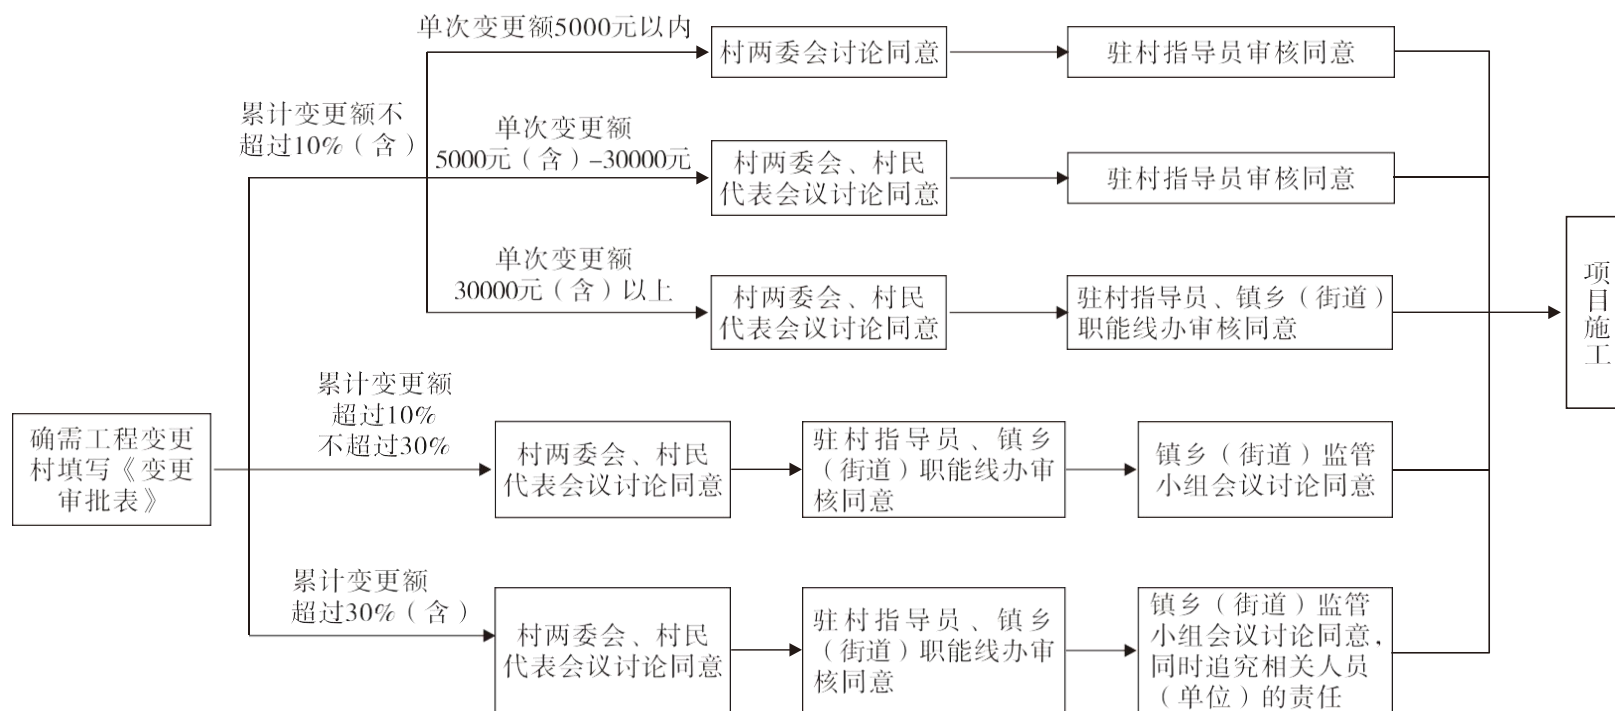 单次变更额5000元以内
村两委会讨论同意
驻村指导员审核同意
累计变更额不
超过10%（含）
单次变更额
5000元（含）–30000元
村两委会、村民
代表会议讨论同意
驻村指导员审核同意
单次变更额
30000元（含）以上
村两委会、村民
代表会议讨论同意
驻村指导员、镇乡（街道）
职能线办审核同意
项
目
施
工
累计变更额
超过10%
不超过30%
确需工程变更
村填写《变更
审批表》
村两委会、村民
代表会议讨论同意
驻村指导员、镇乡
（街道）职能线办审
核同意
镇乡（街道）监管
小组会议讨论同意
累计变更额
超过30%（含）
村两委会、村民
代表会议讨论同意
驻村指导员、镇乡
（街道）职能线办审
核同意
镇乡（街道）监管
小组会议讨论同意，
同时追究相关人员
（单位）的责任